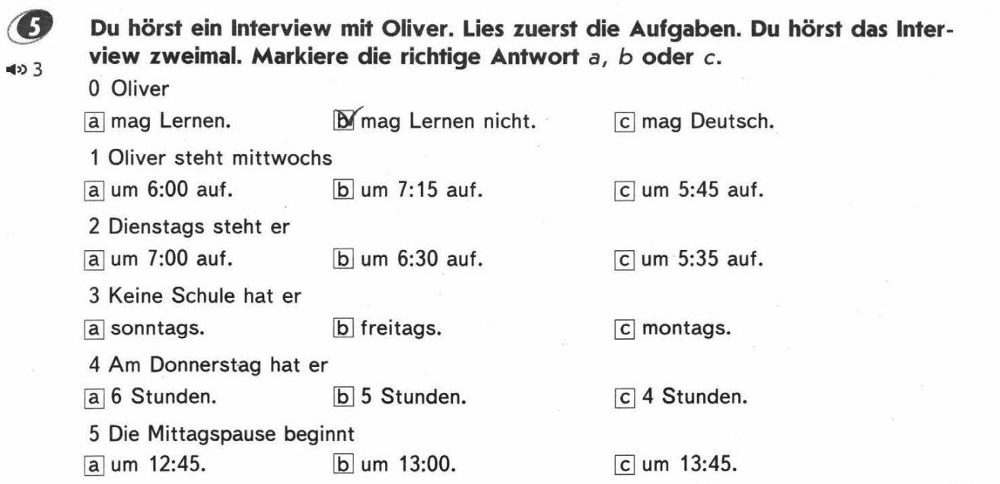 5 Du hörst ein Interview mit Oliver. Lies zuerst die Aufgaben. Du hörst das Inter-
3 view zweimal. Markiere die richtige Antwort a, b oder c.
0 Oliver
a mag Lernen. b mag Lernen nicht. c mag Deutsch.
1 Oliver steht mittwochs
a um 6:00 auf. b um 7:15 auf. c um 5:45 auf.
2 Dienstags steht er
a um 7:00 auf. b um 6:30 auf. c um 5:35 auf.
3 Keine Schule hat er
a sonntags. b freitags. c montags.
4 Am Donnerstag hat er
a 6 Stunden. b 5 Stunden. c 4 Stunden.
5 Die Mittagspause beginnt
a um 12:45. b um 13:00. c um 13:45.